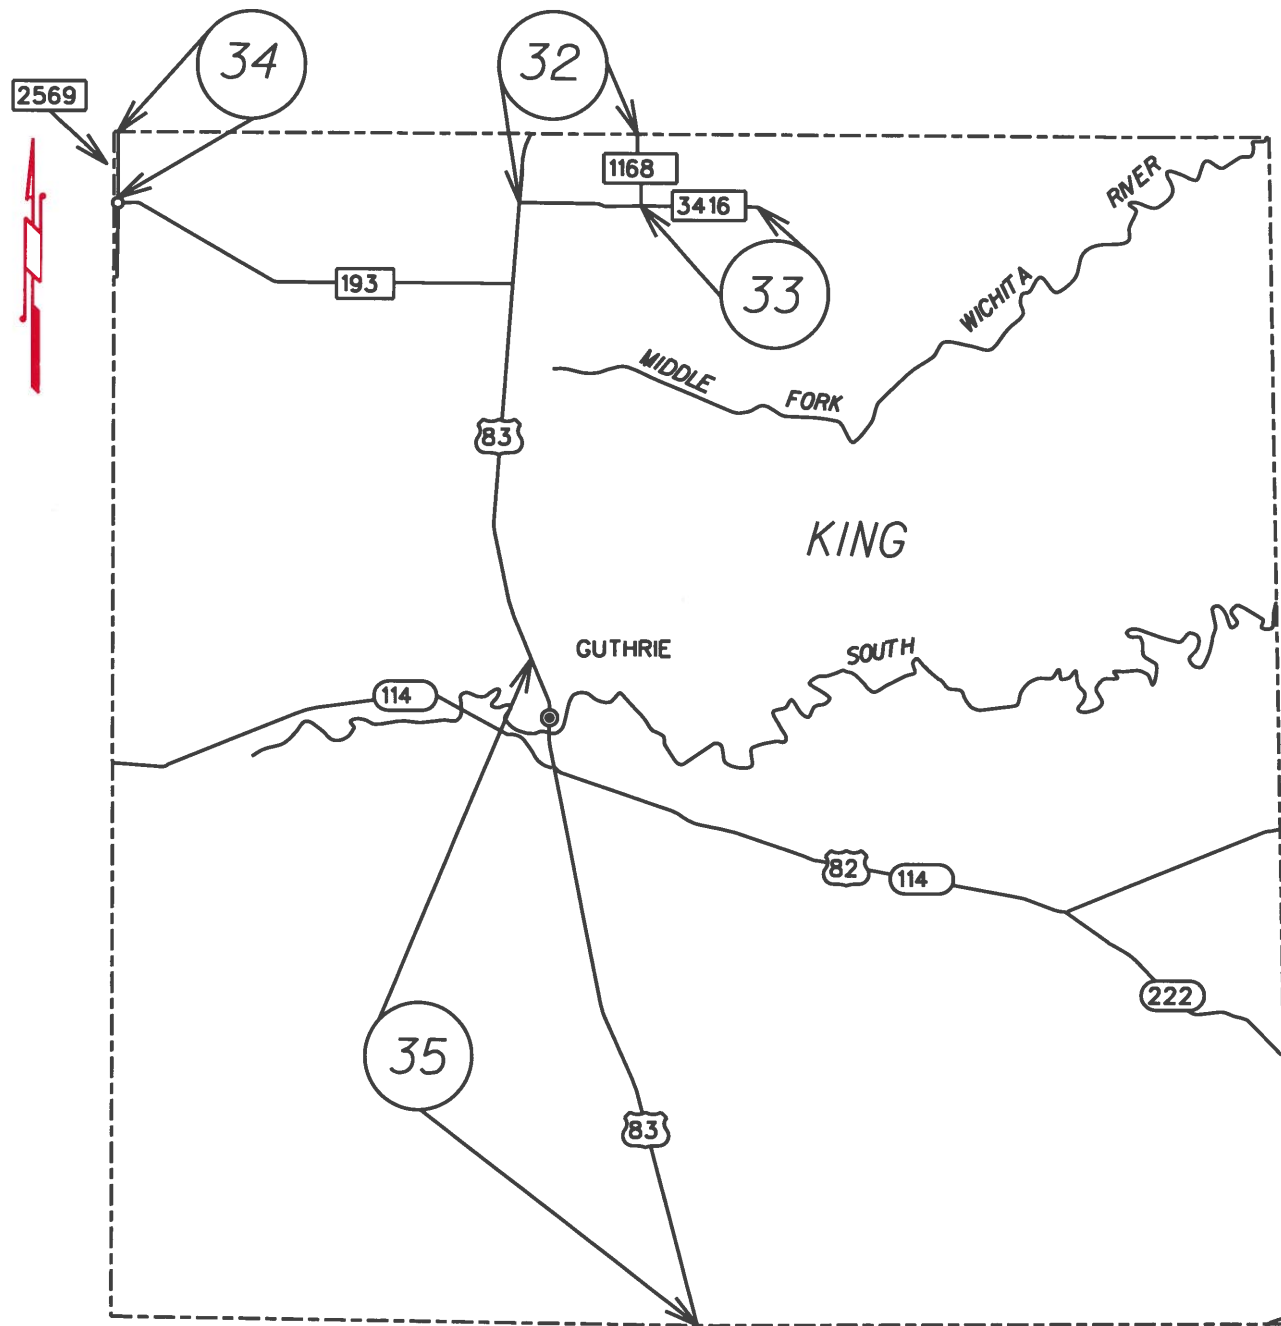 34
32
2569
1168
3416
193
33
RIVER
WICHITA
MIDDLE
FORK
83
KING
GUTHRIE
SOUTH
114
82
114
222
35
83